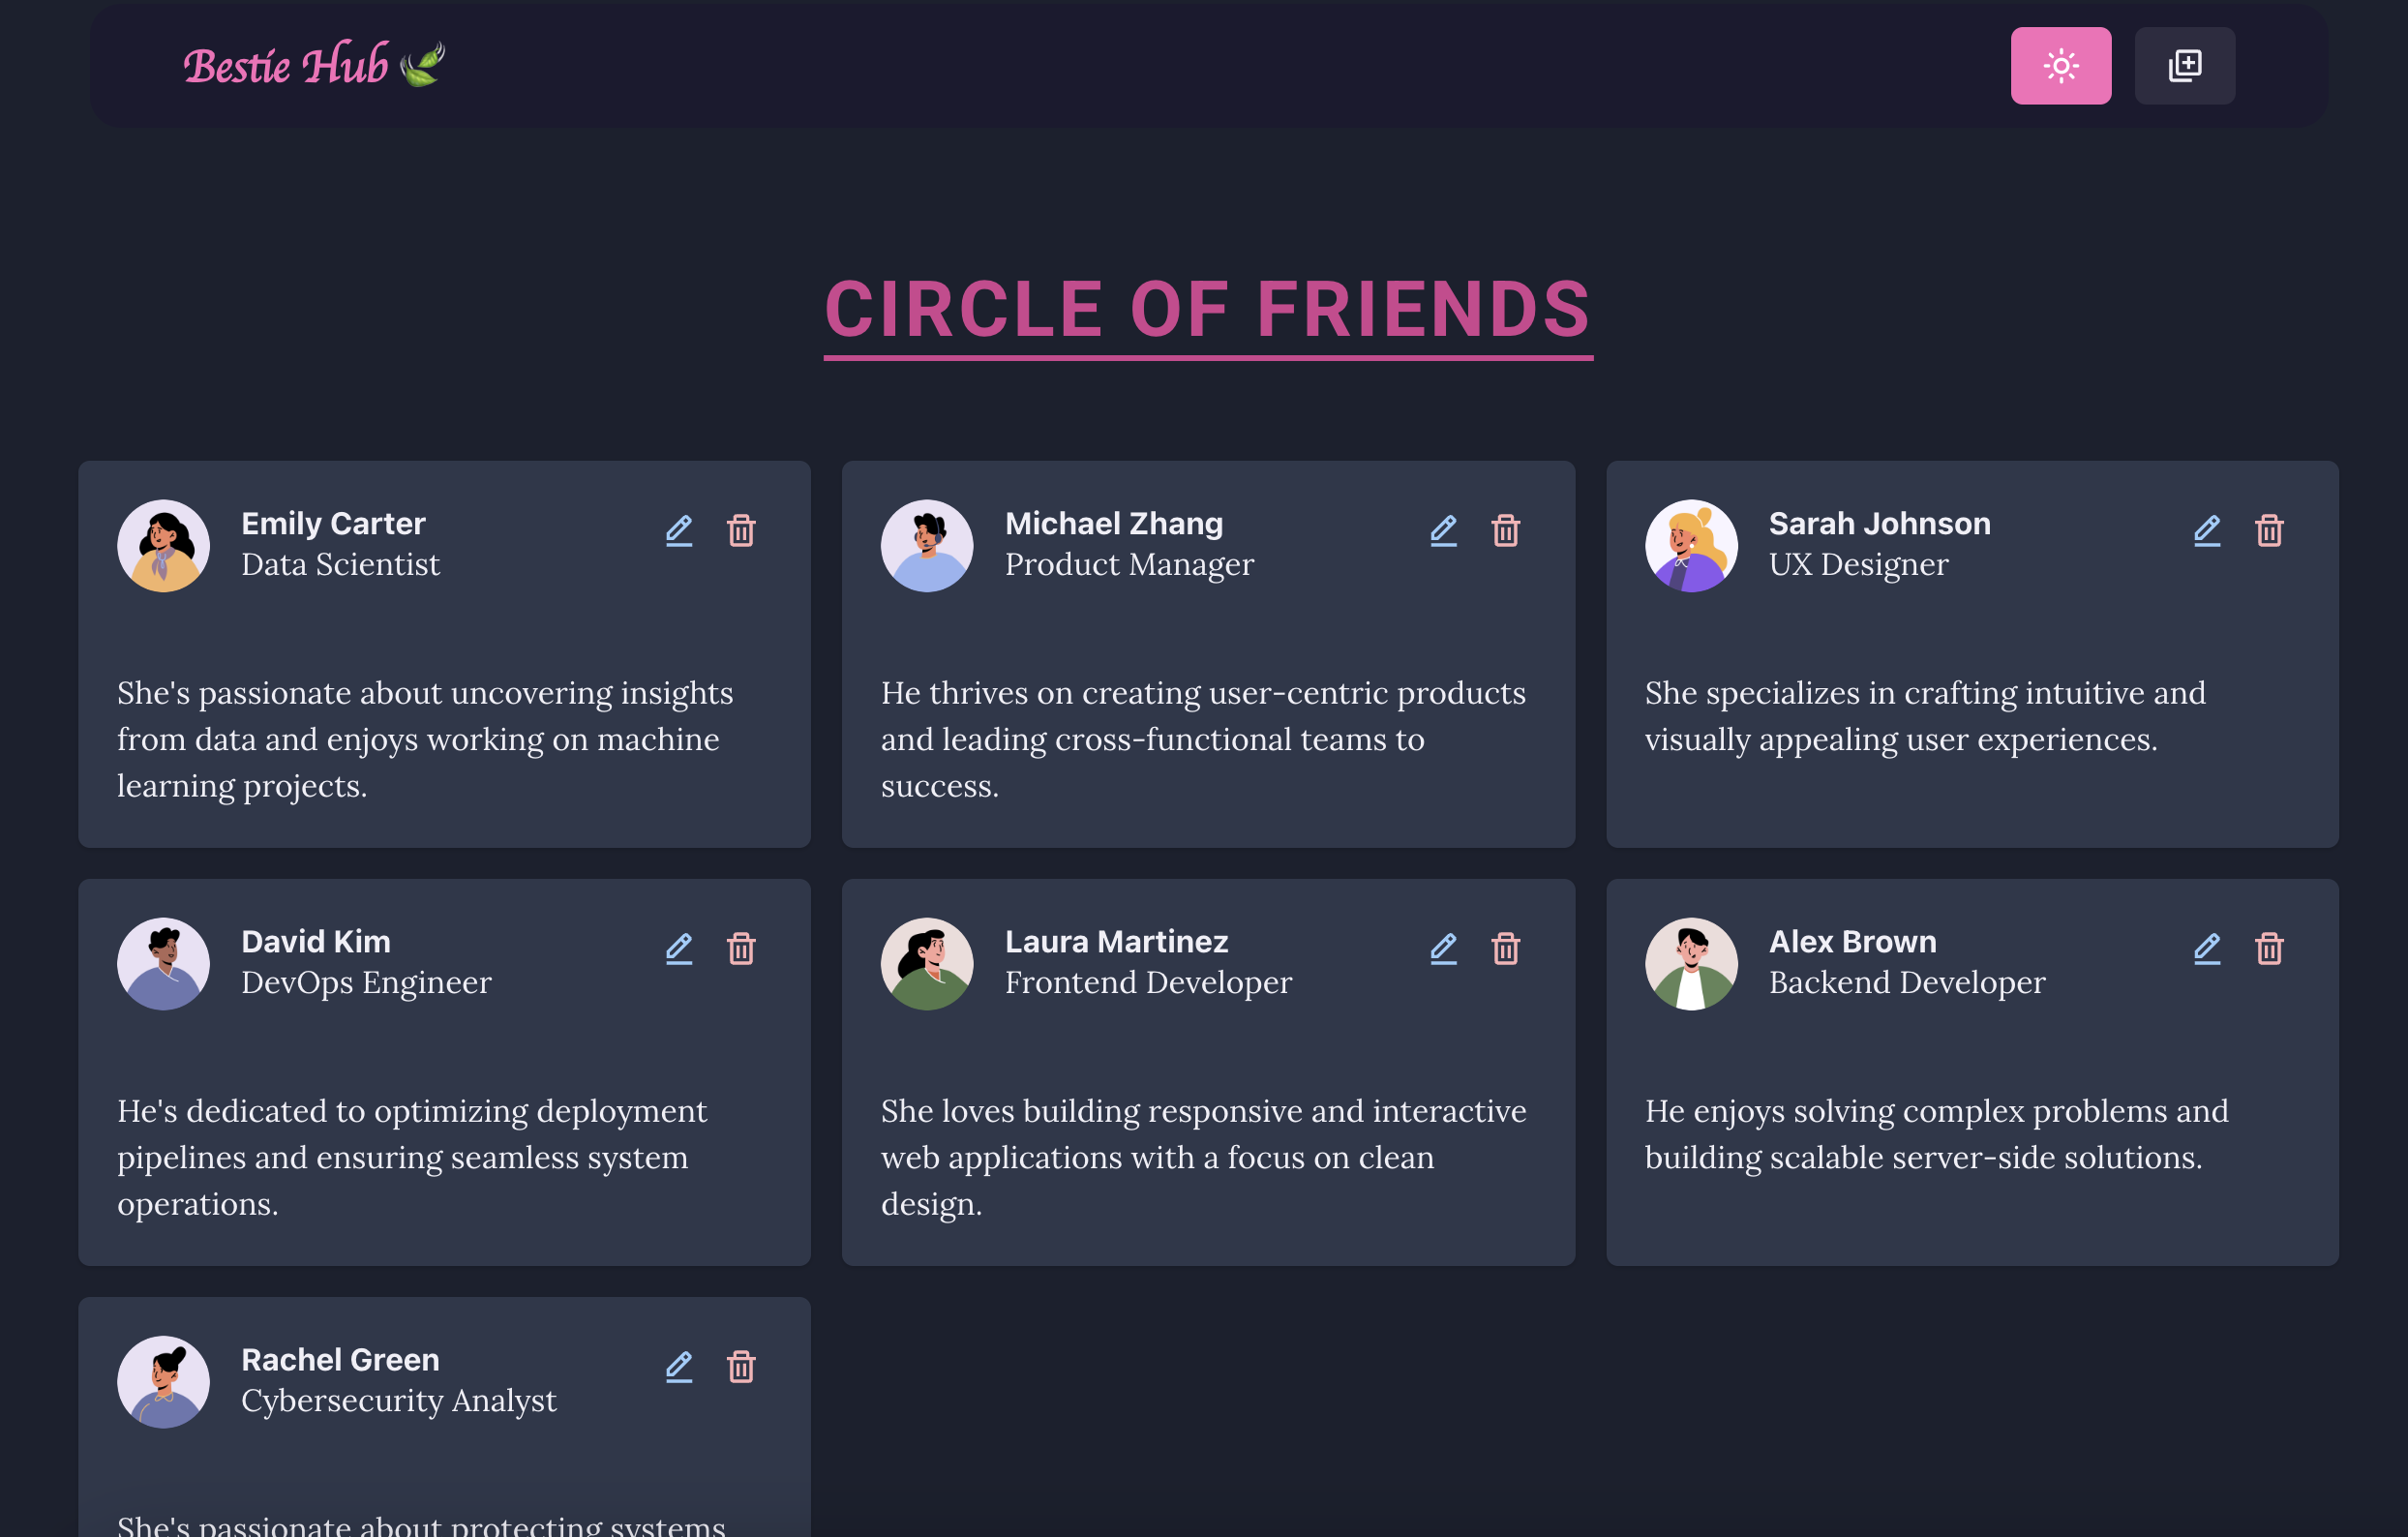 Bestie Hub
CIRCLE OF FRIENDS
Emily Carter
Data Scientist
She's passionate about uncovering insights
from data and enjoys working on machine
learning projects.
Michael Zhang
Product Manager
He thrives on creating user-centric products
and leading cross-functional teams to
success.
Sarah Johnson
UX Designer
She specializes in crafting intuitive and
visually appealing user experiences.
David Kim
DevOps Engineer
He's dedicated to optimizing deployment
pipelines and ensuring seamless system
operations.
Laura Martinez
Frontend Developer
She loves building responsive and interactive
web applications with a focus on clean
design.
Alex Brown
Backend Developer
He enjoys solving complex problems and
building scalable server-side solutions.
Rachel Green
Cybersecurity Analyst
She's passionate about protecting systems